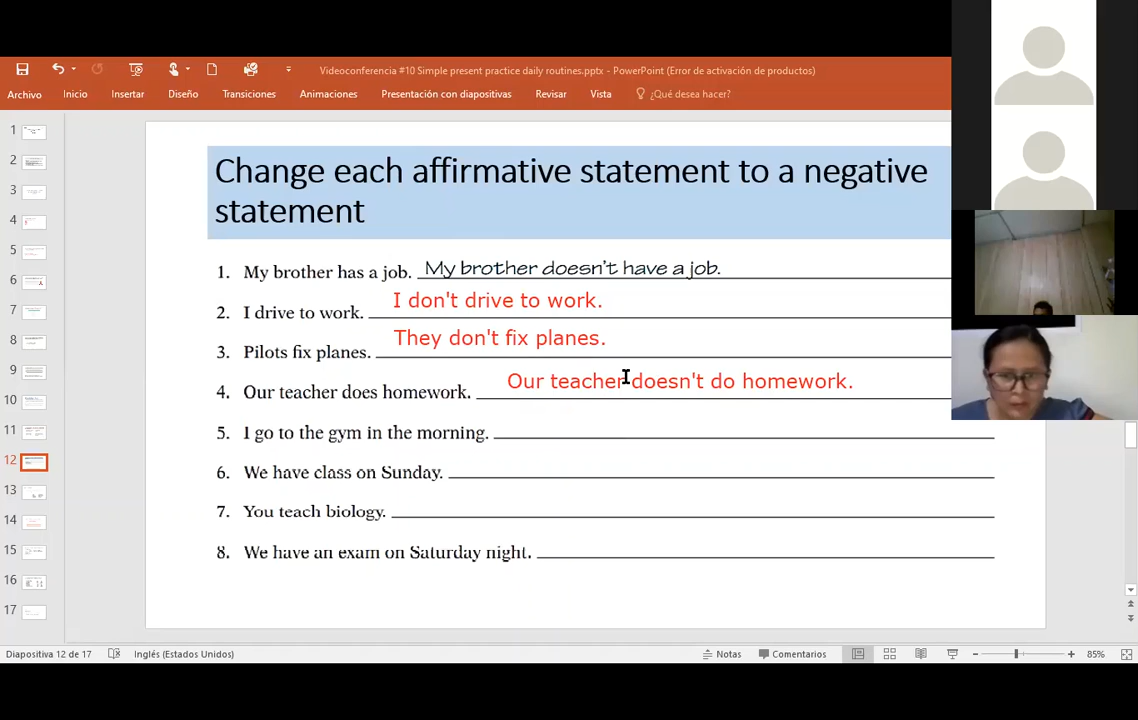 Videoconferencia #10 Simple present practice daily routines.pptx - PowerPoint (Error de activación de productos)
Archivo Inicio Insertar Diseño Transiciones Animaciones Presentación con diapositivas Revisar Vista ¿Qué desea hacer?
Change each affirmative statement to a negative
statement
1. My brother has a job. My brother doesn't have a job.
2. I drive to work. I don't drive to work.
3. Pilots fix planes. They don't fix planes.
4. Our teacher does homework. Our teacher doesn't do homework.
5. I go to the gym in the morning.
6. We have class on Sunday.
7. You teach biology.
8. We have an exam on Saturday night.
1
2
3
4
5
6
7
8
9
10
11
12
13
14
15
16
17
Diapositiva 12 de 17 Inglés (Estados Unidos) Notas Comentarios 85%